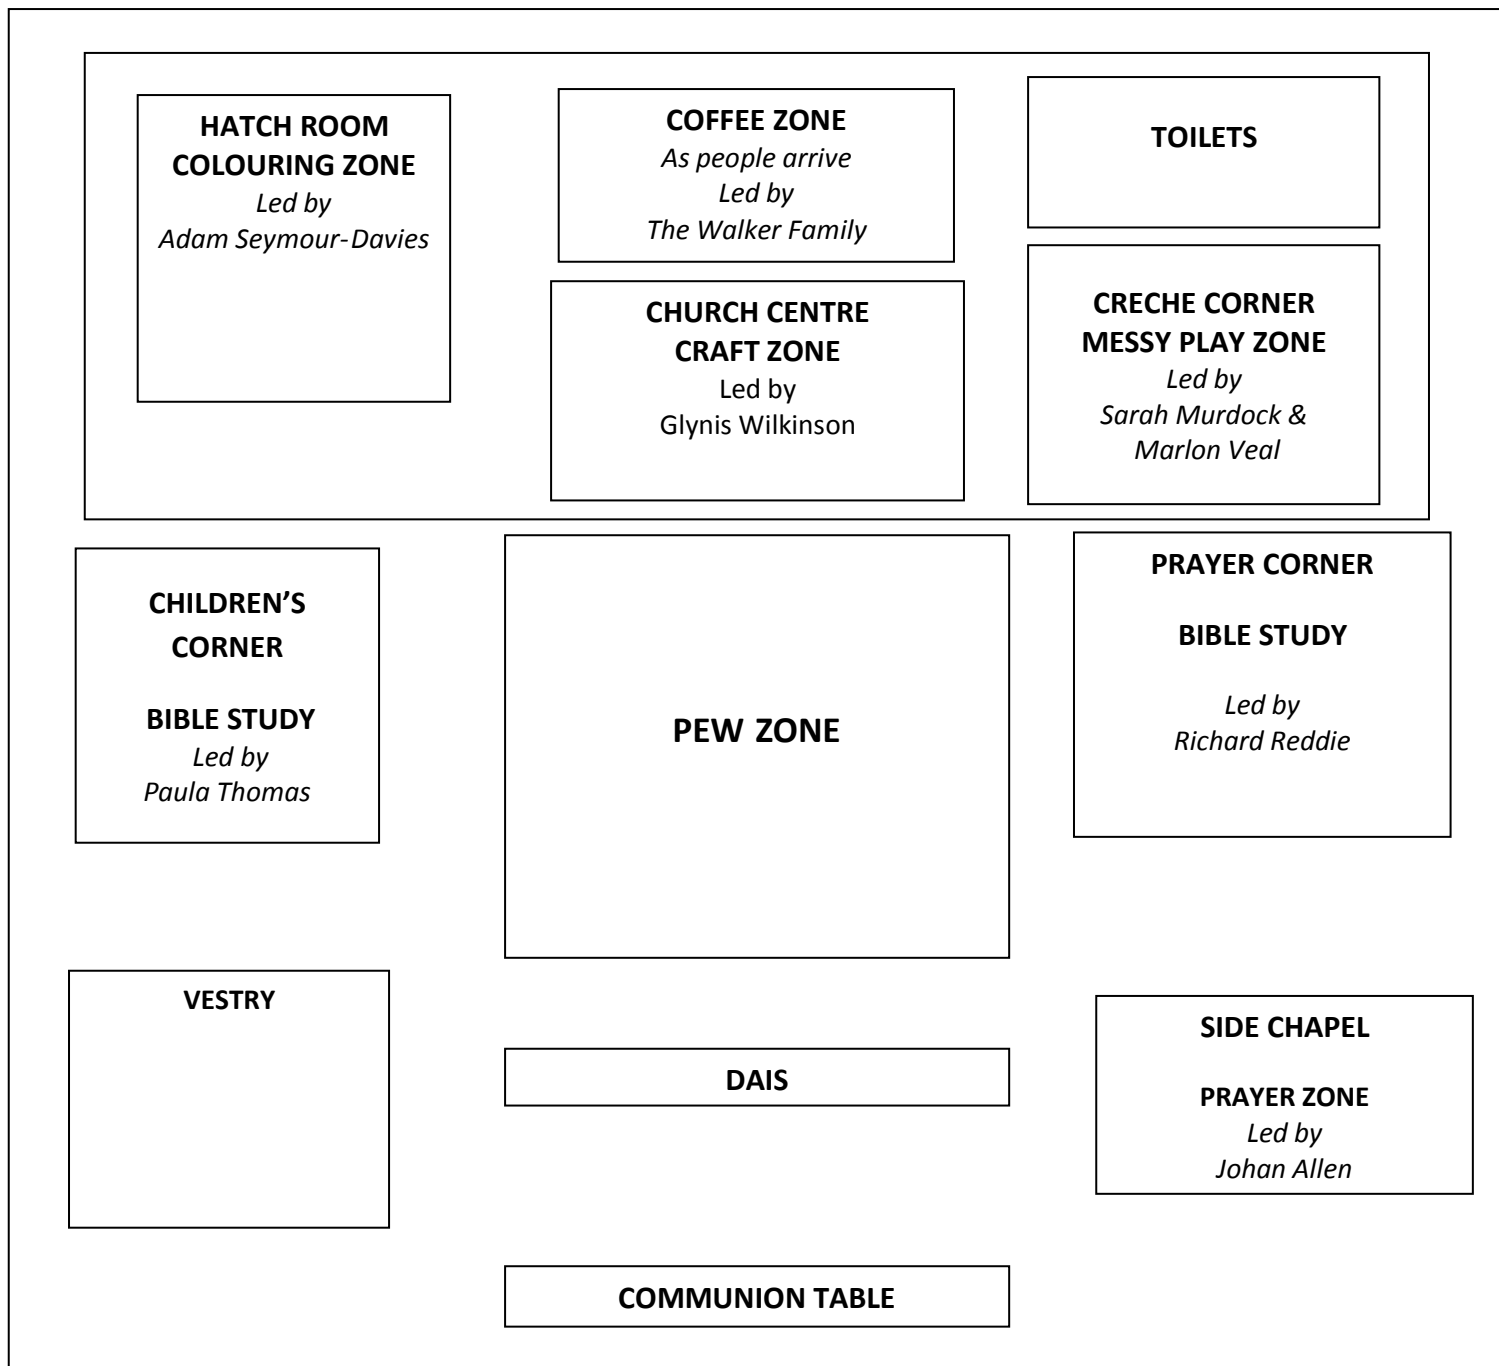 HATCH ROOM
COLOURING ZONE
Led by
Adam Seymour-Davies
COFFEE ZONE
As people arrive
Led by
The Walker Family
TOILETS
CHURCH CENTRE
CRAFT ZONE
Led by
Glynis Wilkinson
CRECHE CORNER
MESSY PLAY ZONE
Led by
Sarah Murdock &
Marlon Veal
CHILDREN’S
CORNER
BIBLE STUDY
Led by
Paula Thomas
PEW ZONE
PRAYER CORNER
BIBLE STUDY
Led by
Richard Reddie
VESTRY
DAIS
SIDE CHAPEL
PRAYER ZONE
Led by
Johan Allen
COMMUNION TABLE